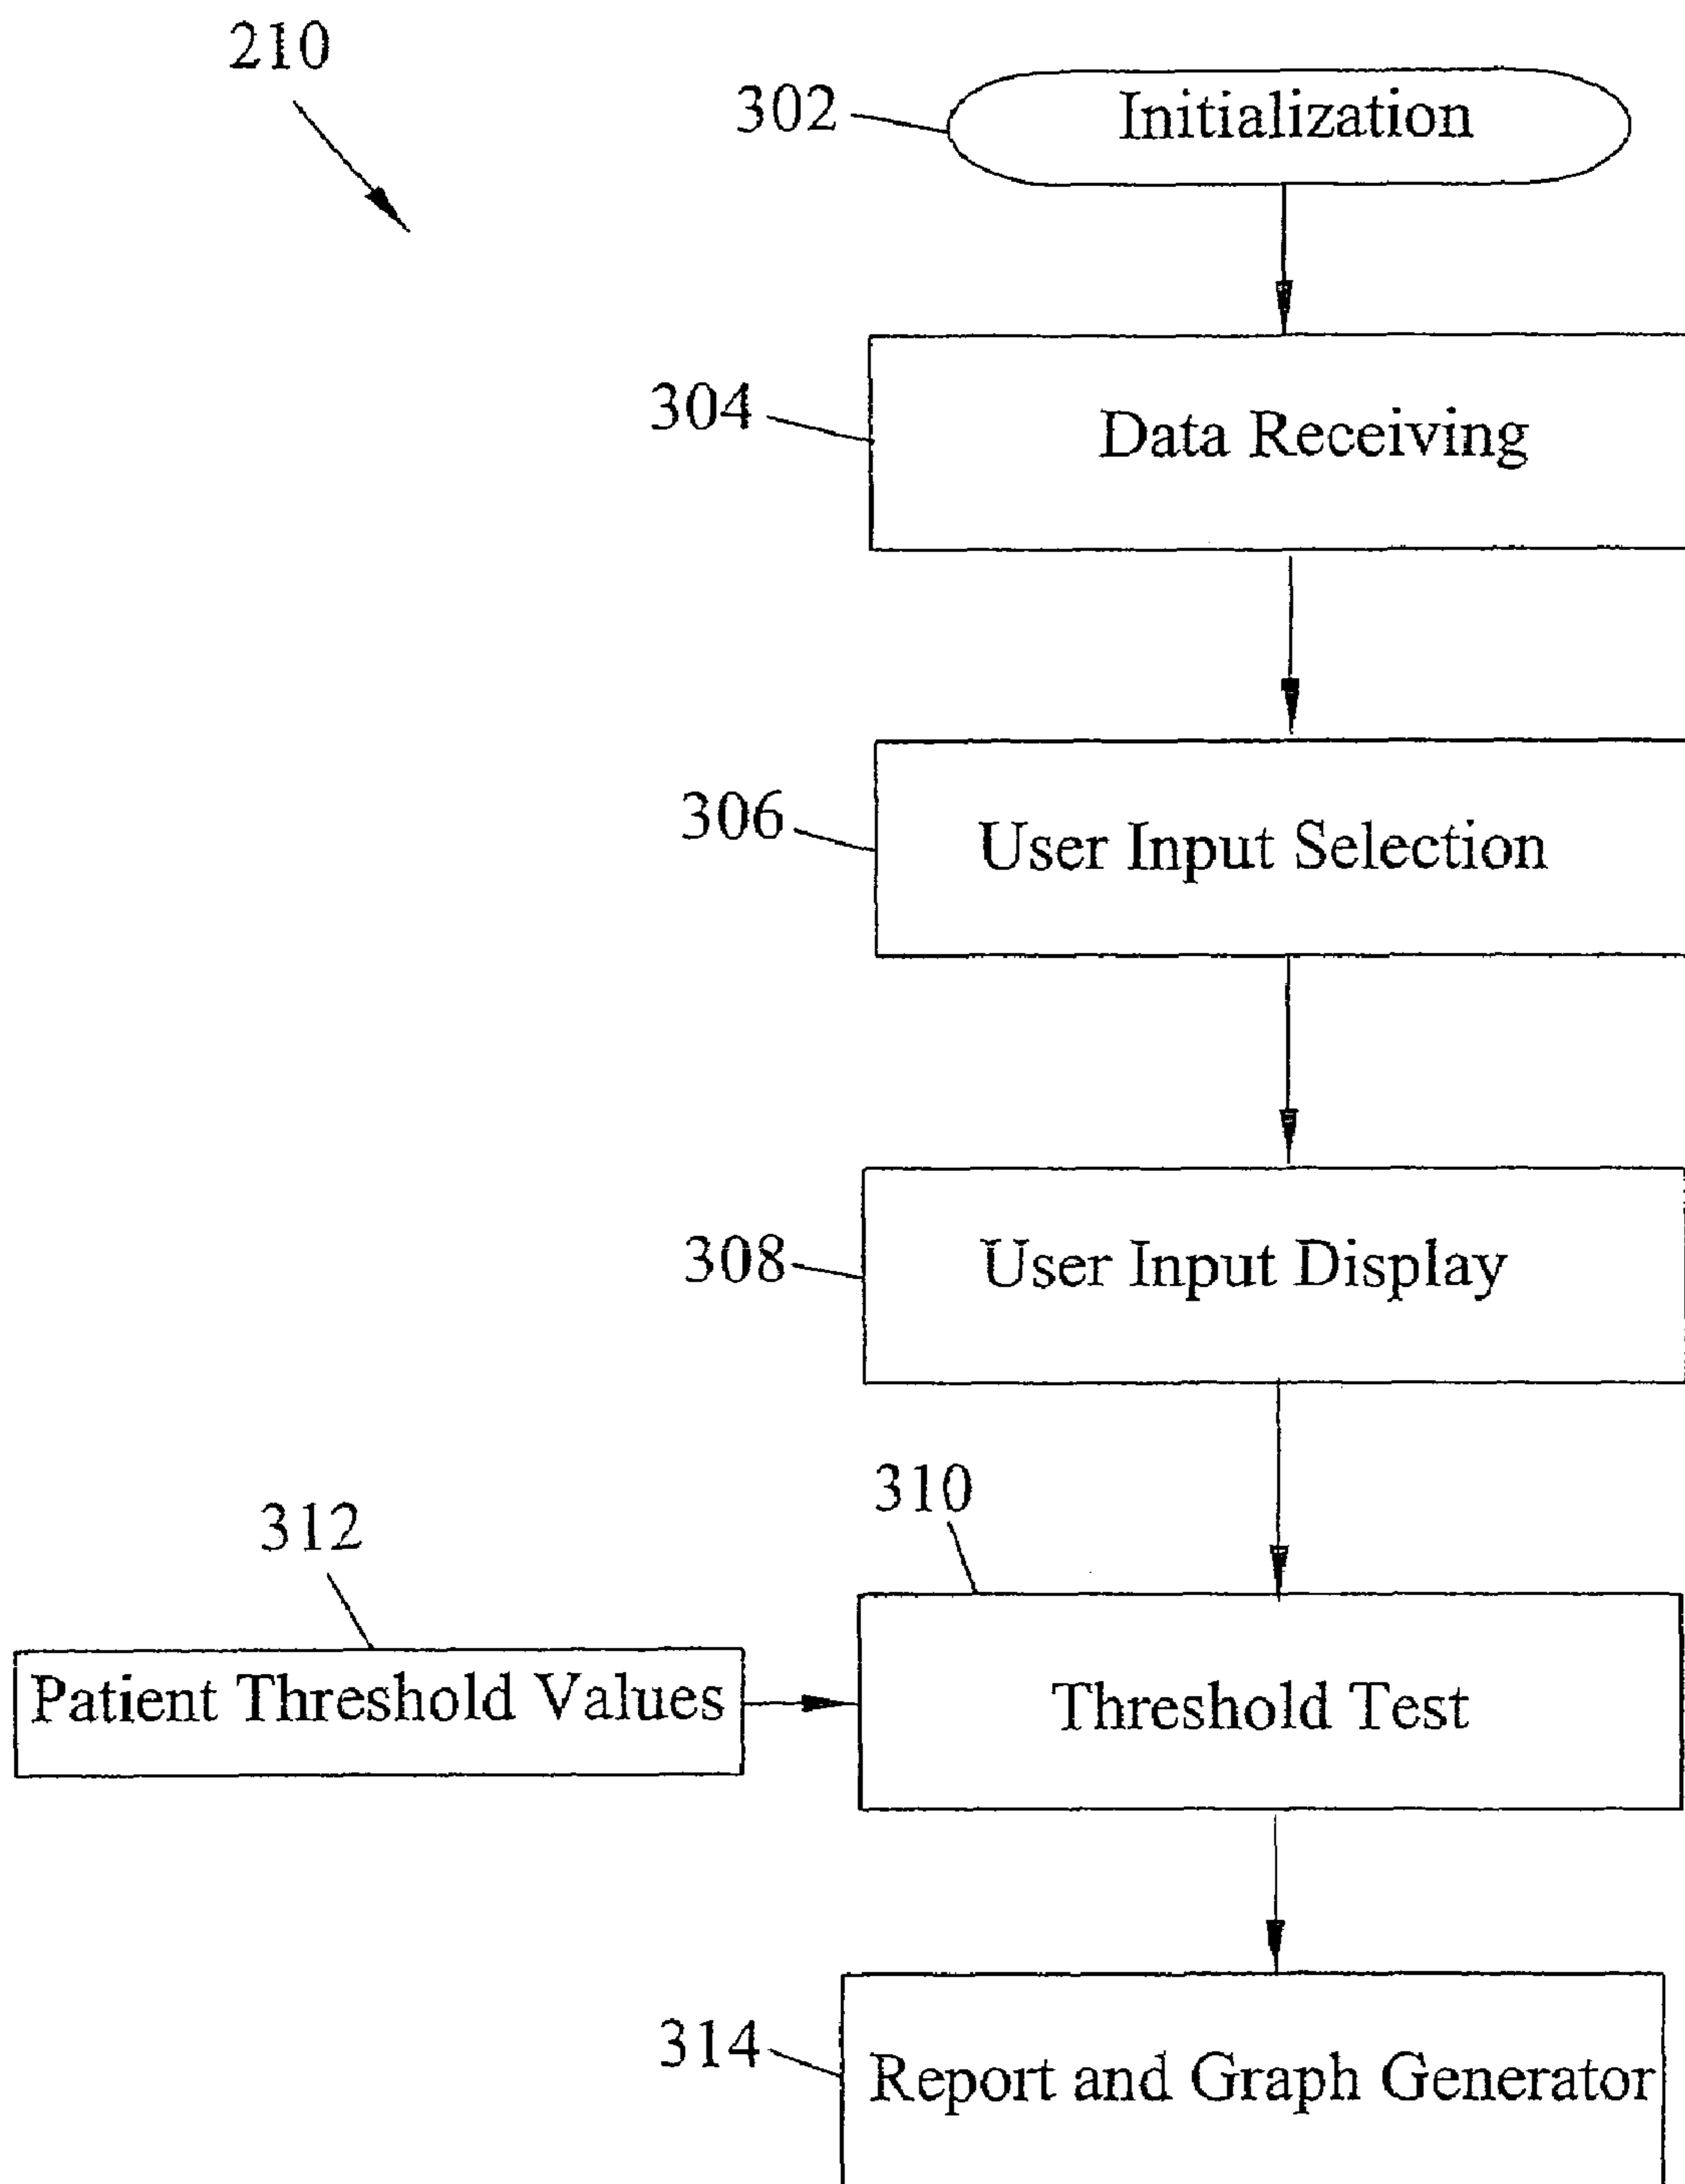 210
302
Initialization
304
Data Receiving
306
User Input Selection
308
User Input Display
310
312
Patient Threshold Values
Threshold Test
314
Report and Graph Generator